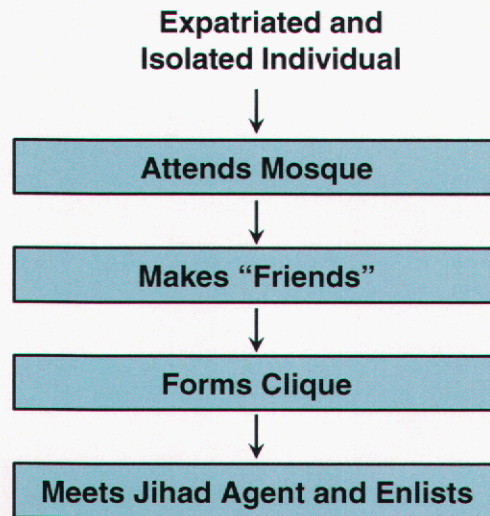 Expatriated and
Isolated Individual
Attends Mosque
Makes “Friends”
Forms Clique
Meets Jihad Agent and Enlists